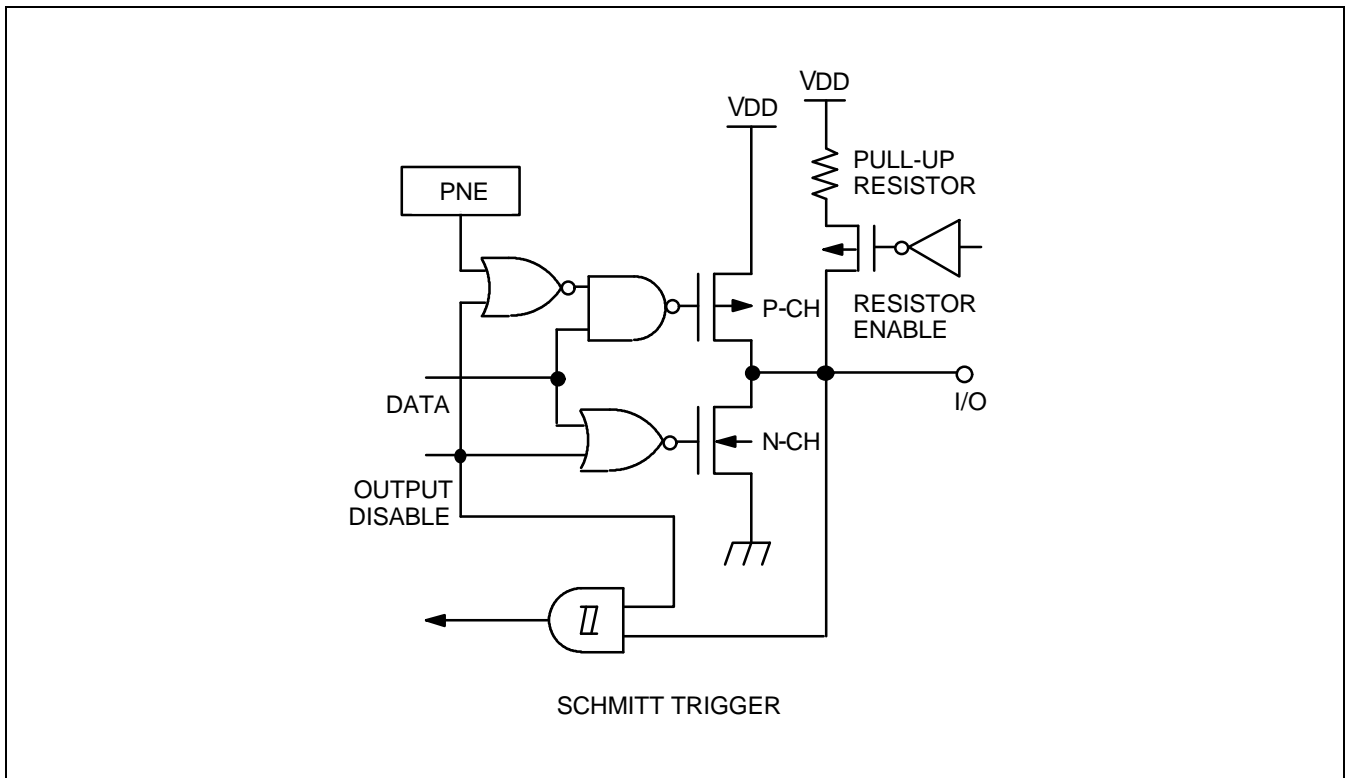 VDD
VDD
PULL-UP
RESISTOR
PNE
P-CH
RESISTOR
ENABLE
DATA
I/O
N-CH
OUTPUT
DISABLE
SCHMITT TRIGGER